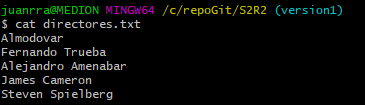 juanrra@MEDION MINGW64 /c/repoGit/S2R2 (version1)
$ cat directores.txt
Almodovar
Fernando Trueba
Alejandro Amenabar
James Cameron
Steven Spielberg